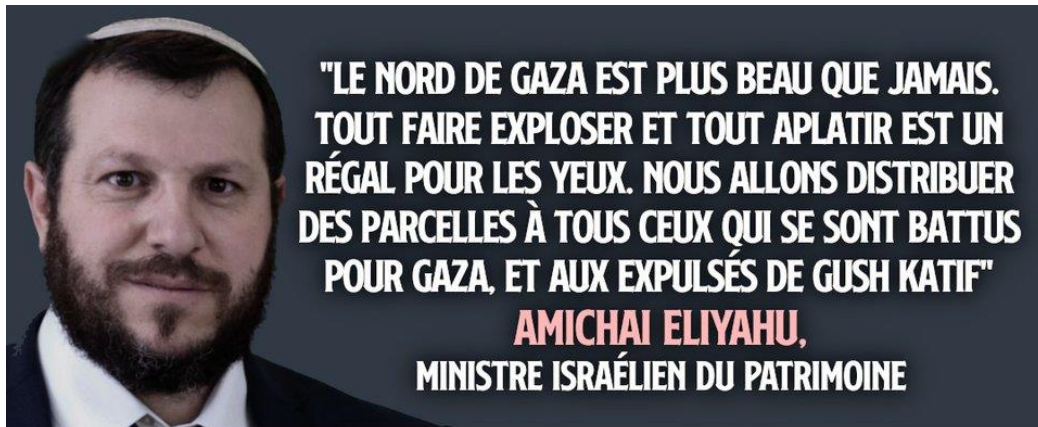 "LE NORD DE GAZA EST PLUS BEAU QUE JAMAIS.
TOUT FAIRE EXPLOSER ET TOUT APLATIR EST UN
RÉGAL POUR LES YEUX. NOUS ALLONS DISTRIBUER
DES PARCELLES À TOUS CEUX QUI SE SONT BATTUS
POUR GAZA, ET AUX EXPULSÉS DE GUSH KATIF"
AMICHAI ELIYAHU,
MINISTRE ISRAÉLIEN DU PATRIMOINE